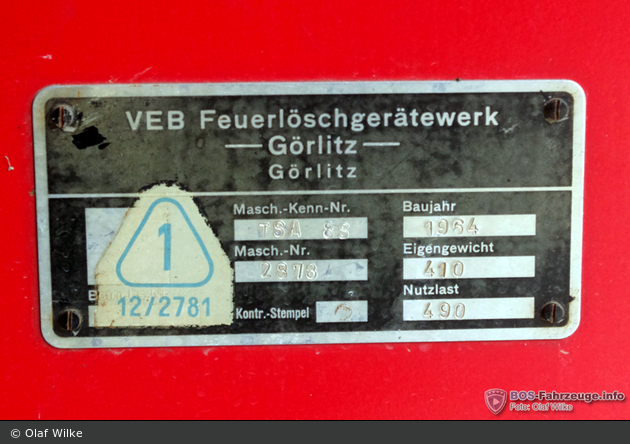 VEB Feuerlöschgerätewerk
Görlitz
Görlitz
Masch.-Kenn-Nr.
TSA 8S
Masch.-Nr.
Kontr.-Stempel
Baujahr
1964
Eigengewicht
410
Nutzlast
490
1
12/2781
BOS-Fahrzeuge.info
Foto: Olaf Wilke
© Olaf Wilke